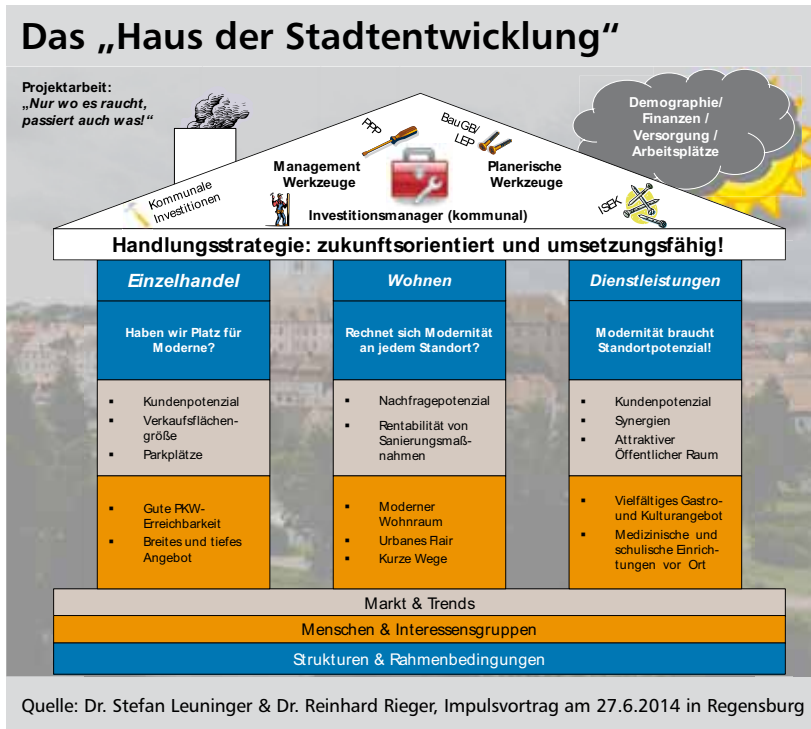 Das „Haus der Stadtentwicklung“
Projektarbeit:
„Nur wo es raucht,
passiert auch was!“
Demographie/
Finanzen /
Versorgung /
Arbeitsplätze
PPP
BauGB/
LEP
Management
Werkzeuge
Planerische
Werkzeuge
Kommunale
Investitionen
ISEK
Investitionsmanager (kommunal)
Handlungsstrategie: zukunftsorientiert und umsetzungsfähig!
Einzelhandel
Haben wir Platz für
Moderne?
▪ Kundenpotenzial
▪ Verkaufsflächen-
größe
▪ Parkplätze
▪ Gute PKW-
Erreichbarkeit
▪ Breites und tiefes
Angebot
Wohnen
Rechnet sich Modernität
an jedem Standort?
▪ Nachfragepotenzial
▪ Rentabilität von
Sanierungsmaß-
nahmen
▪ Moderner
Wohnraum
▪ Urbanes Flair
▪ Kurze Wege
Dienstleistungen
Modernität braucht
Standortpotenzial!
▪ Kundenpotenzial
▪ Synergien
▪ Attraktiver
Öffentlicher Raum
▪ Vielfältiges Gastro-
und Kulturangebot
▪ Medizinische und
schulische Einrich-
tungen vor Ort
Markt & Trends
Menschen & Interessensgruppen
Strukturen & Rahmenbedingungen
Quelle: Dr. Stefan Leuninger & Dr. Reinhard Rieger, Impulsvortrag am 27.6.2014 in Regensburg